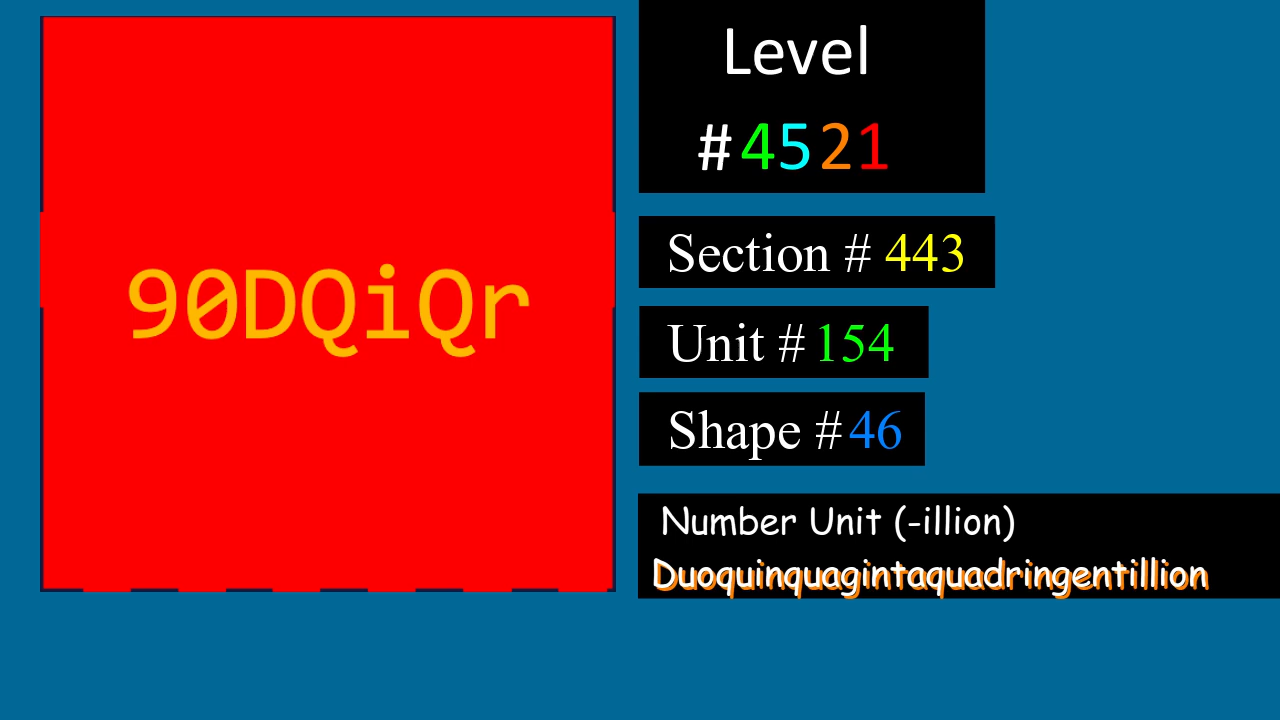 90DQiQr
Level
#4521
Section # 443
Unit # 154
Shape # 46
Number Unit (-illion)
Duoquinquagintaquadringentillion